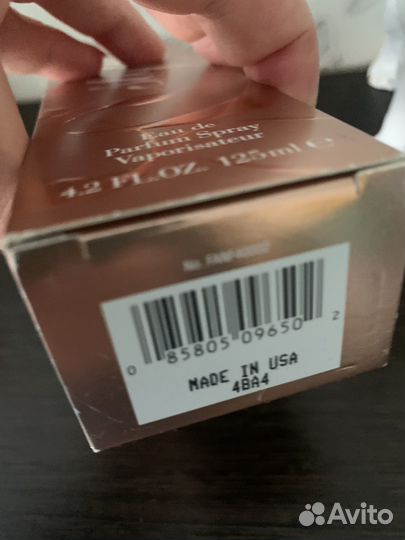 Eau de
Parfum Spray
Vaporisateur
4.2 FL.OZ. 125ml ℮
No.
0 85805 09650 2
MADE IN USA
4BA4
Avito